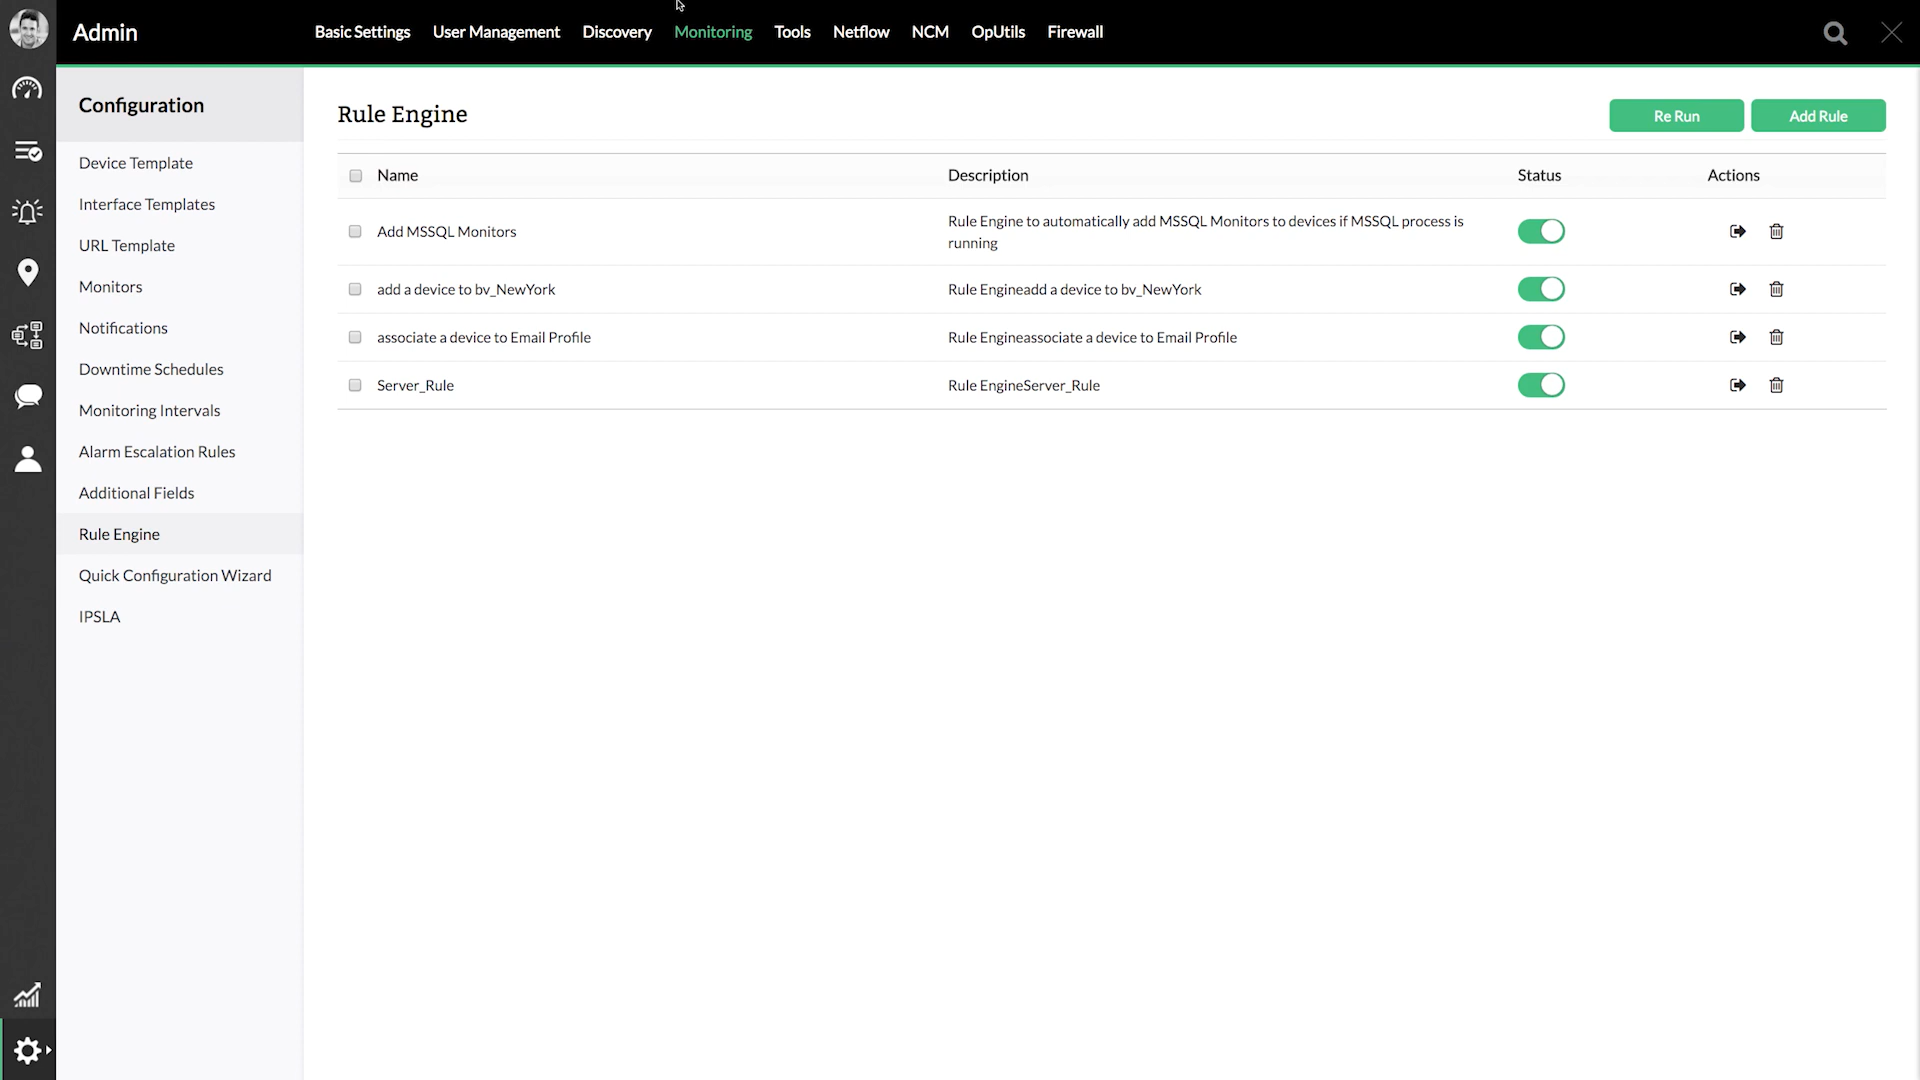 Admin
Basic Settings User Management Discovery Monitoring Tools Netflow NCM OpUtils Firewall
Configuration
Device Template
Interface Templates
URL Template
Monitors
Notifications
Downtime Schedules
Monitoring Intervals
Alarm Escalation Rules
Additional Fields
Rule Engine
Quick Configuration Wizard
IPSLA
Rule Engine
Re Run Add Rule
Name Description Status Actions
Add MSSQL Monitors Rule Engine to automatically add MSSQL Monitors to devices if MSSQL process is
running
add a device to bv_NewYork Rule Engineadd a device to bv_NewYork
associate a device to Email Profile Rule Engineassociate a device to Email Profile
Server_Rule Rule EngineServer_Rule